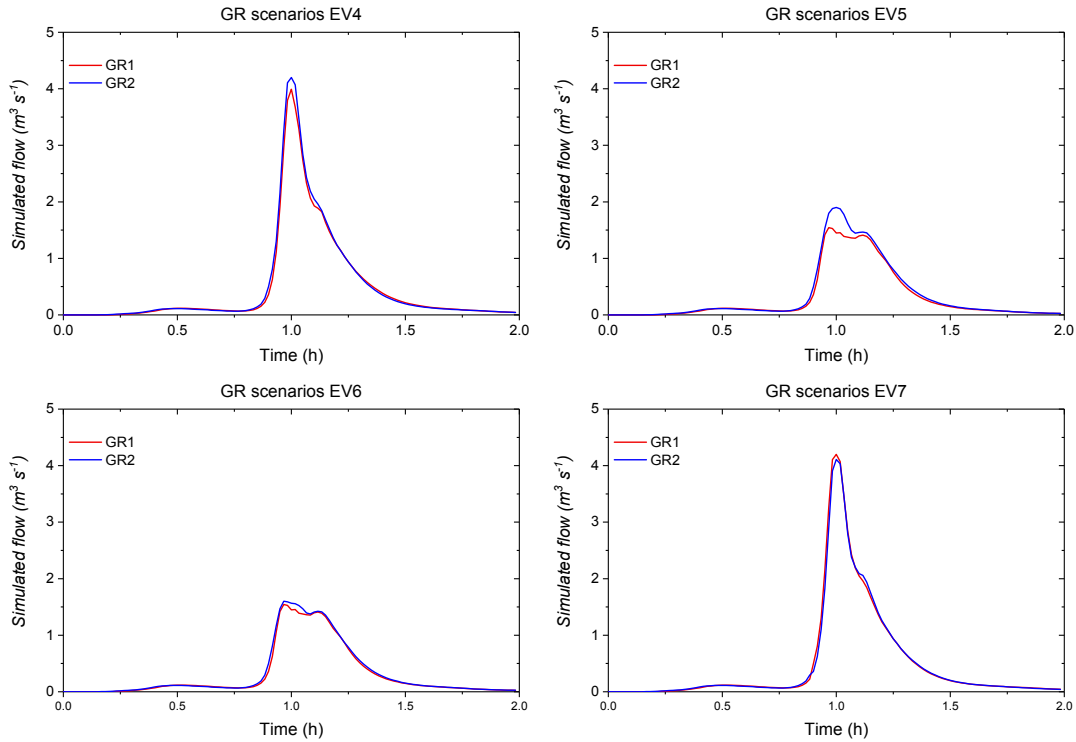 GR scenarios EV4
5
4
3
2
1
0
Simulated flow (m³ s⁻¹)
GR1
GR2
0.0 0.5 1.0 1.5 2.0
Time (h)
GR scenarios EV5
5
4
3
2
1
0
Simulated flow (m³ s⁻¹)
GR1
GR2
0.0 0.5 1.0 1.5 2.0
Time (h)
GR scenarios EV6
5
4
3
2
1
0
Simulated flow (m³ s⁻¹)
GR1
GR2
0.0 0.5 1.0 1.5 2.0
Time (h)
GR scenarios EV7
5
4
3
2
1
0
Simulated flow (m³ s⁻¹)
GR1
GR2
0.0 0.5 1.0 1.5 2.0
Time (h)